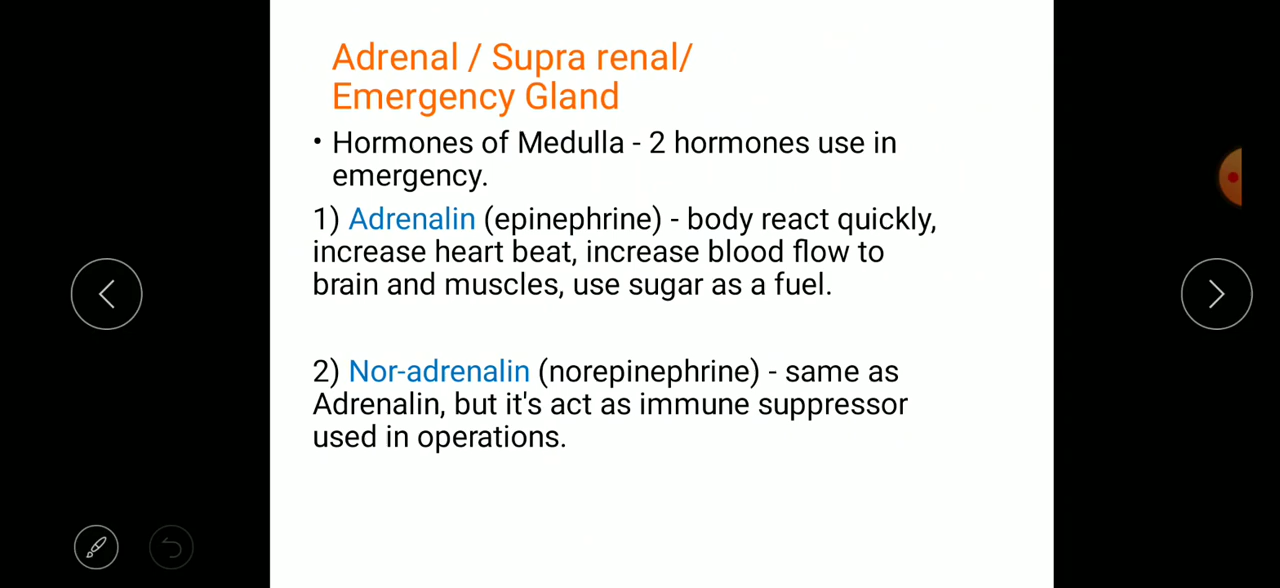 Adrenal / Supra renal/
Emergency Gland
• Hormones of Medulla - 2 hormones use in
emergency.
1) Adrenalin (epinephrine) - body react quickly,
increase heart beat, increase blood flow to
brain and muscles, use sugar as a fuel.
2) Nor-adrenalin (norepinephrine) - same as
Adrenalin, but it's act as immune suppressor
used in operations.